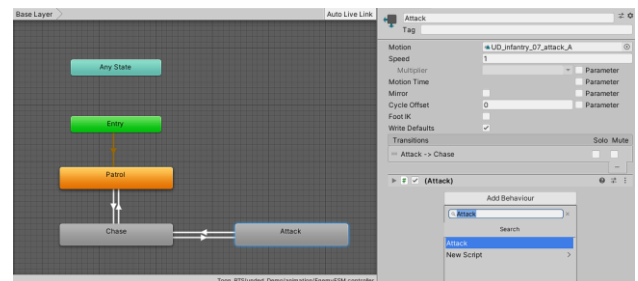 Base Layer
Auto Live Link
Any State
Entry
Patrol
Chase
Attack
Attack
Tag
Motion
UD_infantry_07_attack_A
Speed
1
Multiplier
Parameter
Motion Time
Parameter
Mirror
Parameter
Cycle Offset
0
Parameter
Foot IK
Write Defaults
Transitions
Solo Mute
Attack -> Chase
(Attack)
Add Behaviour
Attack
Search
Attack
New Script